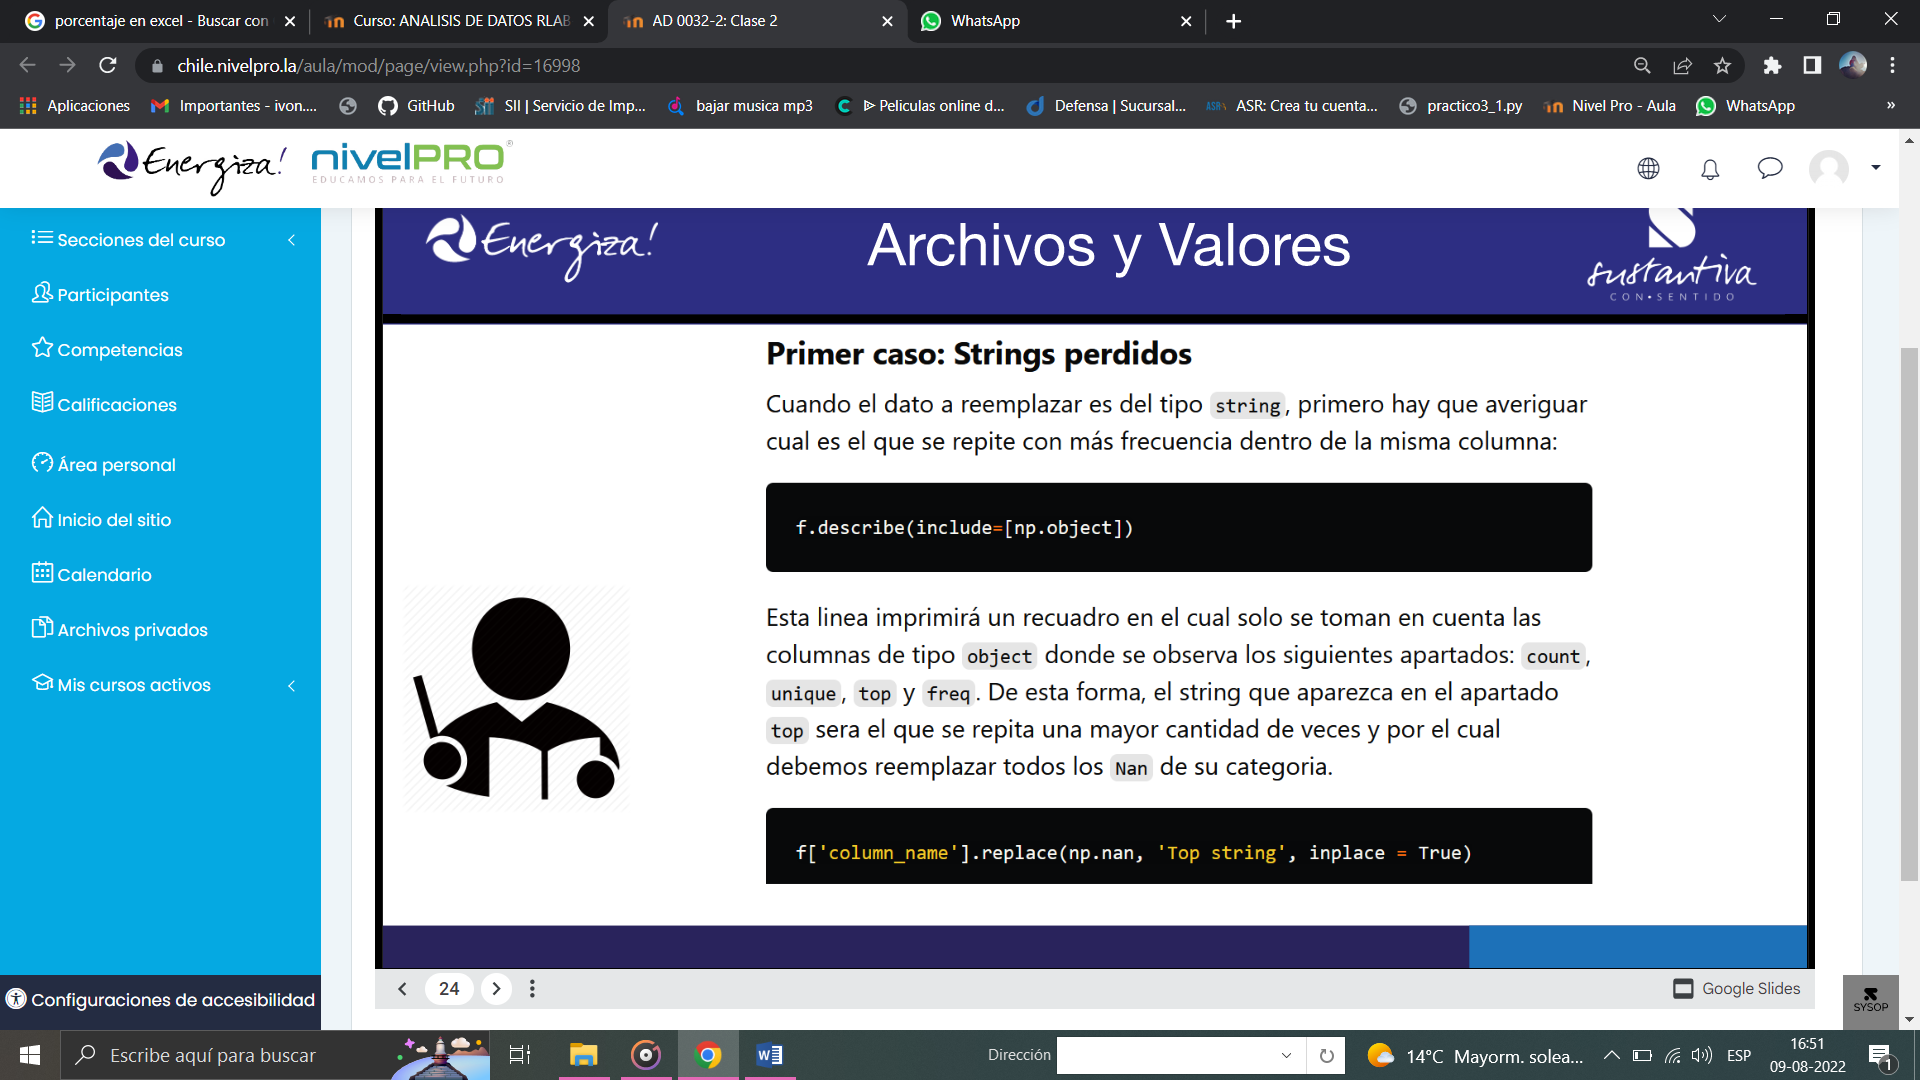 porcentaje en excel - Buscar con
Curso: ANALISIS DE DATOS RLAB
AD 0032-2: Clase 2
WhatsApp
chile.nivelpro.la/aula/mod/page/view.php?id=16998
Aplicaciones
Importantes - ivon....
GitHub
SII | Servicio de Imp...
bajar musica mp3
Peliculas online d...
Defensa | Sucursal...
ASR: Crea tu cuenta...
practico3_1.py
Nivel Pro - Aula
WhatsApp
»
Energiza!
nivelPRO®
EDUCAMOS PARA EL FUTURO
Secciones del curso
Participantes
Competencias
Calificaciones
Área personal
Inicio del sitio
Calendario
Archivos privados
Mis cursos activos
Configuraciones de accesibilidad
Energiza!
Archivos y Valores
S
sustantiva
CON•SENTIDO
Primer caso: Strings perdidos
Cuando el dato a reemplazar es del tipo string, primero hay que averiguar
cual es el que se repite con más frecuencia dentro de la misma columna:
f.describe(include=[np.object])
Esta linea imprimirá un recuadro en el cual solo se toman en cuenta las
columnas de tipo object donde se observa los siguientes apartados: count,
unique, top y freq. De esta forma, el string que aparezca en el apartado
top sera el que se repita una mayor cantidad de veces y por el cual
debemos reemplazar todos los Nan de su categoria.
f['column_name'].replace(np.nan, 'Top string', inplace = True)
24
Google Slides
SYSOP
Escribe aquí para buscar
Dirección
14°C Mayorm. solea...
ESP
16:51
09-08-2022
1